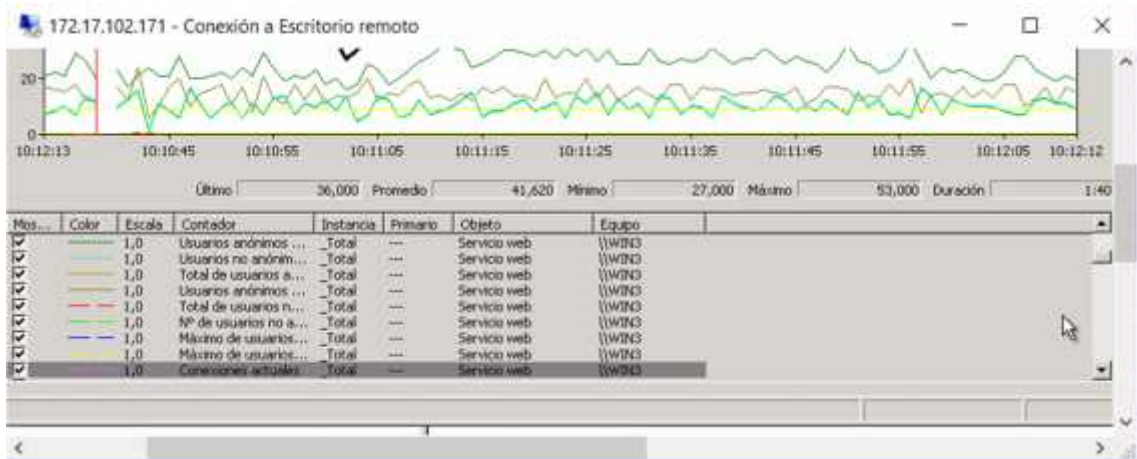 172.17.102.171 - Conexión a Escritorio remoto
20
0
10:12:13 10:10:45 10:10:55 10:11:05 10:11:15 10:11:25 10:11:35 10:11:45 10:11:55 10:12:05 10:12:12
Último 36,000 Promedio 41,620 Mínimo 27,000 Máximo 53,000 Duración 1:40
Mos... Color Escala Contador Instancia Primario Objeto Equipo
1,0 Usuarios anónimos ... _Total --- Servicio web \\WIN3
1,0 Usuarios no anónim... _Total --- Servicio web \\WIN3
1,0 Total de usuarios a... _Total --- Servicio web \\WIN3
1,0 Usuarios anónimos ... _Total --- Servicio web \\WIN3
1,0 Total de usuarios n... _Total --- Servicio web \\WIN3
1,0 Nº de usuarios no a... _Total --- Servicio web \\WIN3
1,0 Máximo de usuarios... _Total --- Servicio web \\WIN3
1,0 Máximo de usuarios... _Total --- Servicio web \\WIN3
1,0 Conexiones actuales _Total --- Servicio web \\WIN3